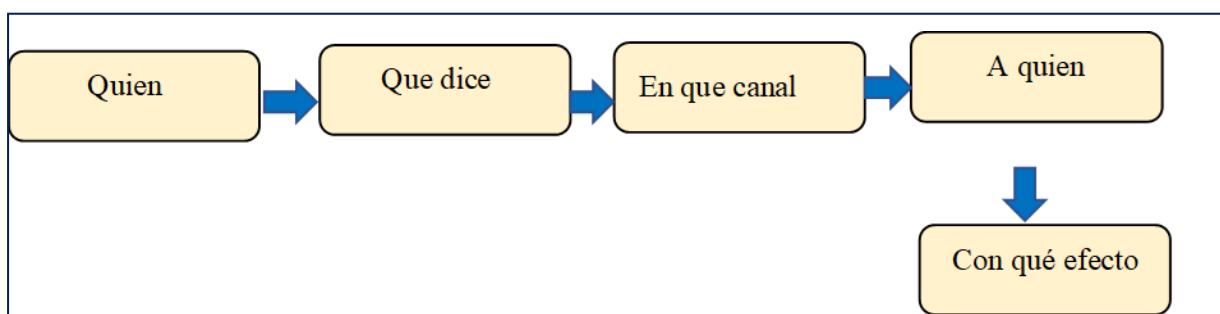 Quien
Que dice
En que canal
A quien
Con qué efecto